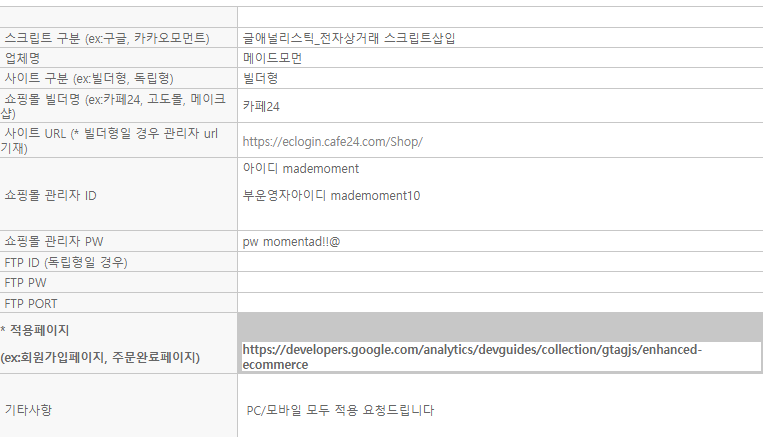 스크립트 구분 (ex:구글, 카카오모먼트)
글애널리스틱_전자상거래 스크립트삽입
업체명
메이드모먼
사이트 구분 (ex:빌더형, 독립형)
빌더형
쇼핑몰 빌더명 (ex:카페24, 고도몰, 메이크
샵)
카페24
사이트 URL (* 빌더형일 경우 관리자 url
기재)
https://eclogin.cafe24.com/Shop/
쇼핑몰 관리자 ID
아이디 mademoment
부운영자아이디 mademoment10
쇼핑몰 관리자 PW
pw momentad!!@
FTP ID (독립형일 경우)
FTP PW
FTP PORT
* 적용페이지
(ex:회원가입페이지, 주문완료페이지)
https://developers.google.com/analytics/devguides/collection/gtagjs/enhanced-
ecommerce
기타사항
PC/모바일 모두 적용 요청드립니다